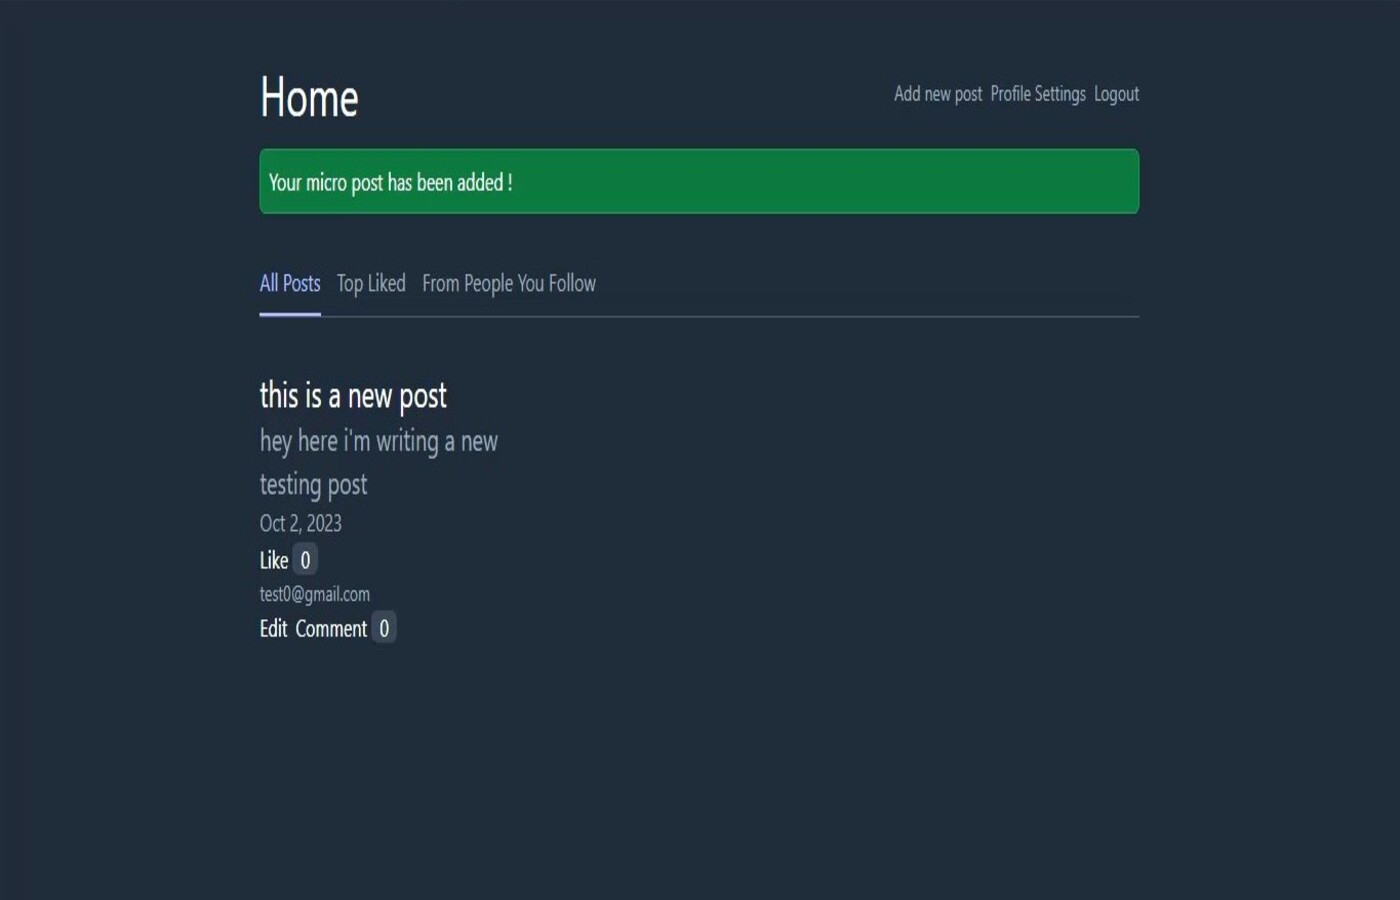 Home
Add new post Profile Settings Logout
Your micro post has been added !
All Posts Top Liked From People You Follow
this is a new post
hey here i'm writing a new
testing post
Oct 2, 2023
Like 0
test0@gmail.com
Edit Comment 0